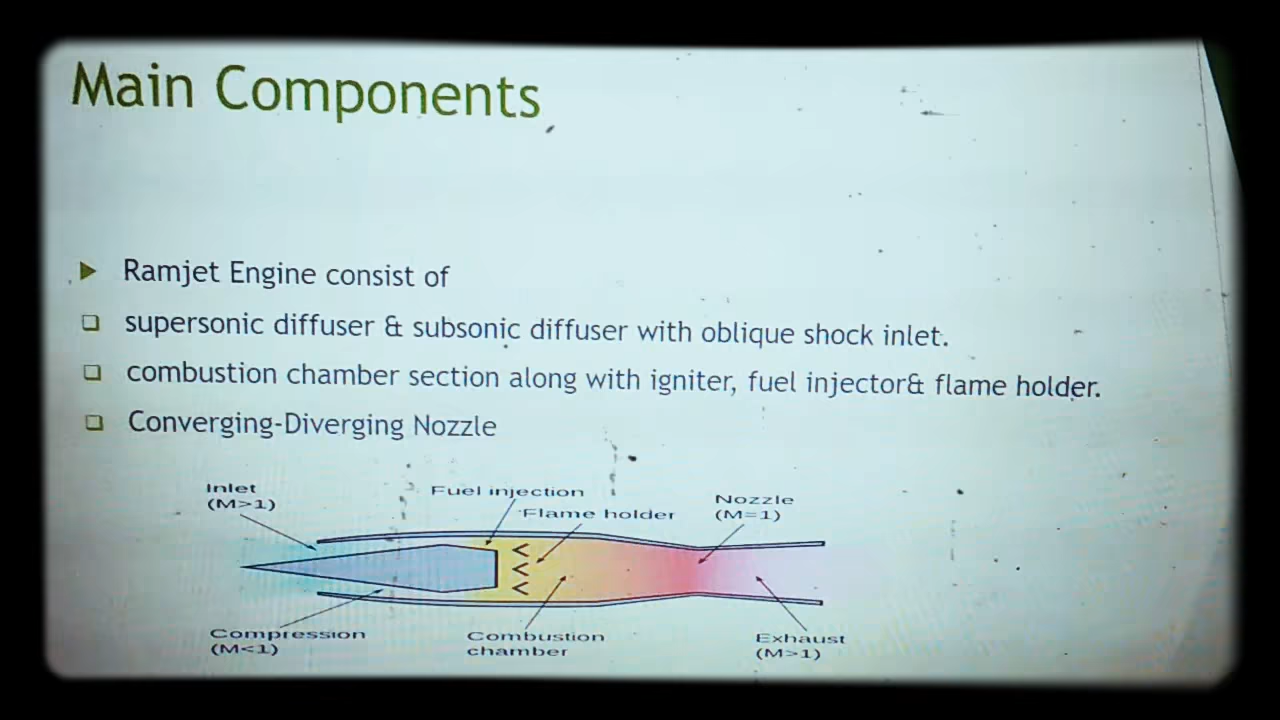 Main Components
Ramjet Engine consist of
supersonic diffuser & subsonic diffuser with oblique shock inlet.
combustion chamber section along with igniter, fuel injector& flame holder.
Converging-Diverging Nozzle
Inlet
(M>1)
Fuel injection
Flame holder
Nozzle
(M=1)
Compression
(M<1)
Combustion
chamber
Exhaust
(M>1)